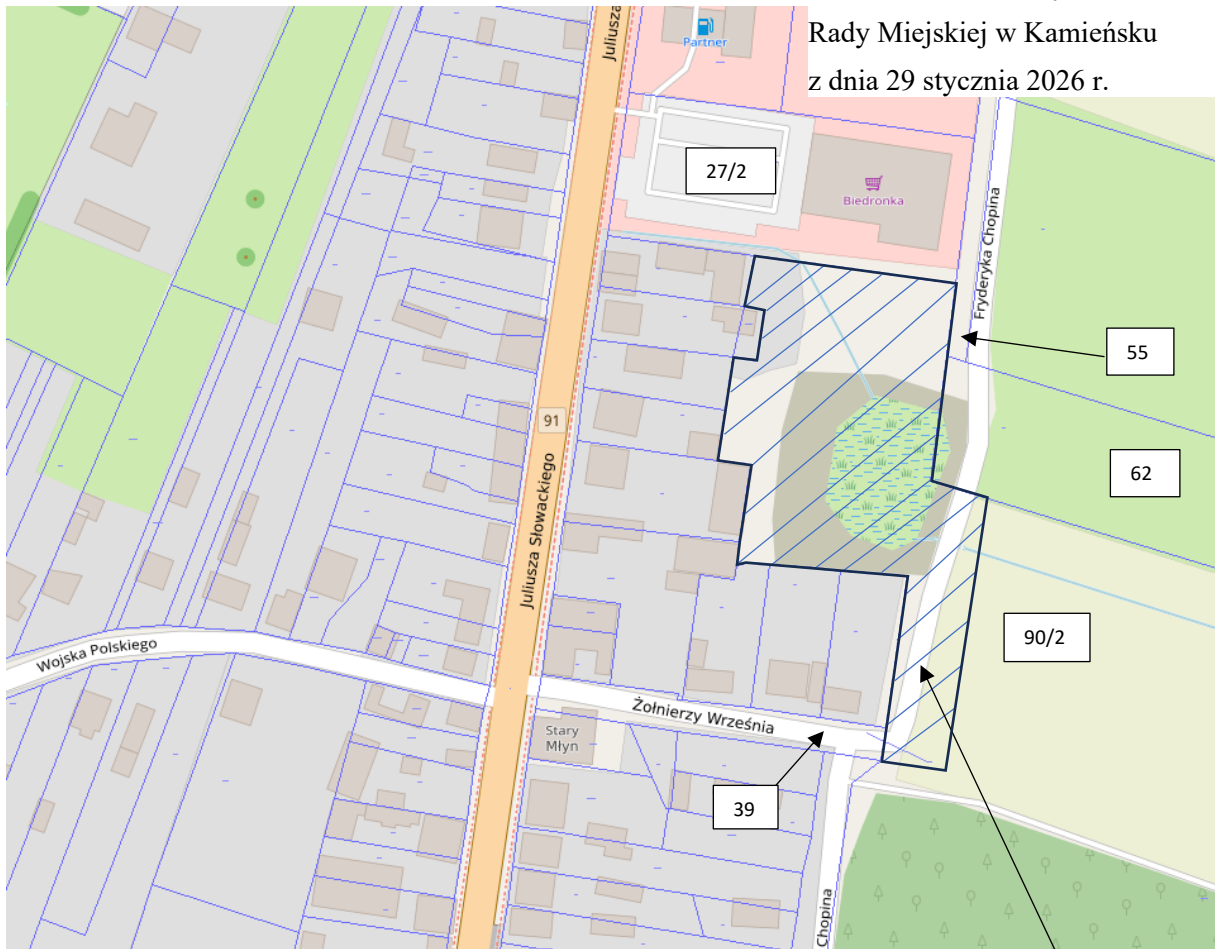 Rady Miejskiej w Kamieńsku
z dnia 29 stycznia 2026 r.
Juliusza
Partner
27/2
Biedronka
Fryderyka Chopina
55
91
62
Juliusza Słowackiego
90/2
Wojska Polskiego
Żołnierzy Września
Stary
Młyn
39
Chopina